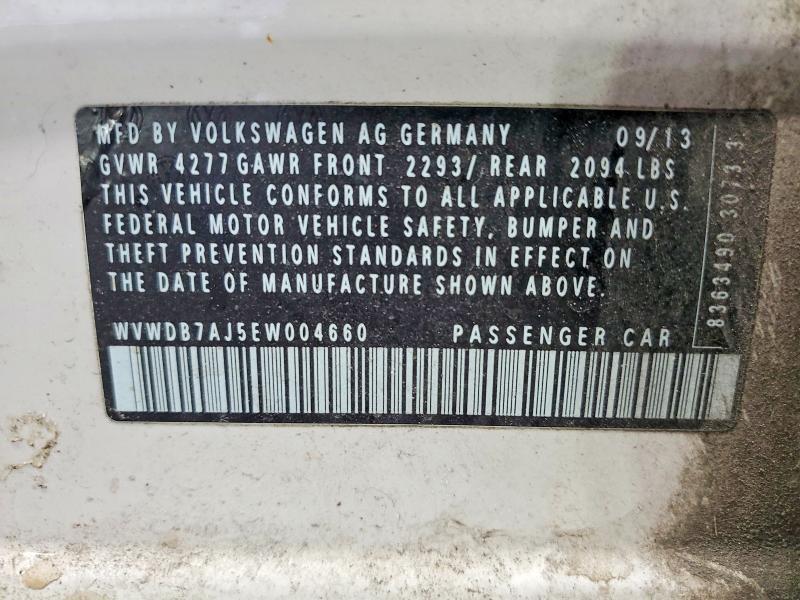 MFD BY VOLKSWAGEN AG GERMANY 09/13
GVWR 4277 GAWR FRONT 2293/ REAR 2094 LBS
THIS VEHICLE CONFORMS TO ALL APPLICABLE U.S.
FEDERAL MOTOR VEHICLE SAFETY, BUMPER AND
THEFT PREVENTION STANDARDS IN EFFECT ON
THE DATE OF MANUFACTURE SHOWN ABOVE.
WVWDB7AJ5EW004660 PASSENGER CAR
8363490 3073 3